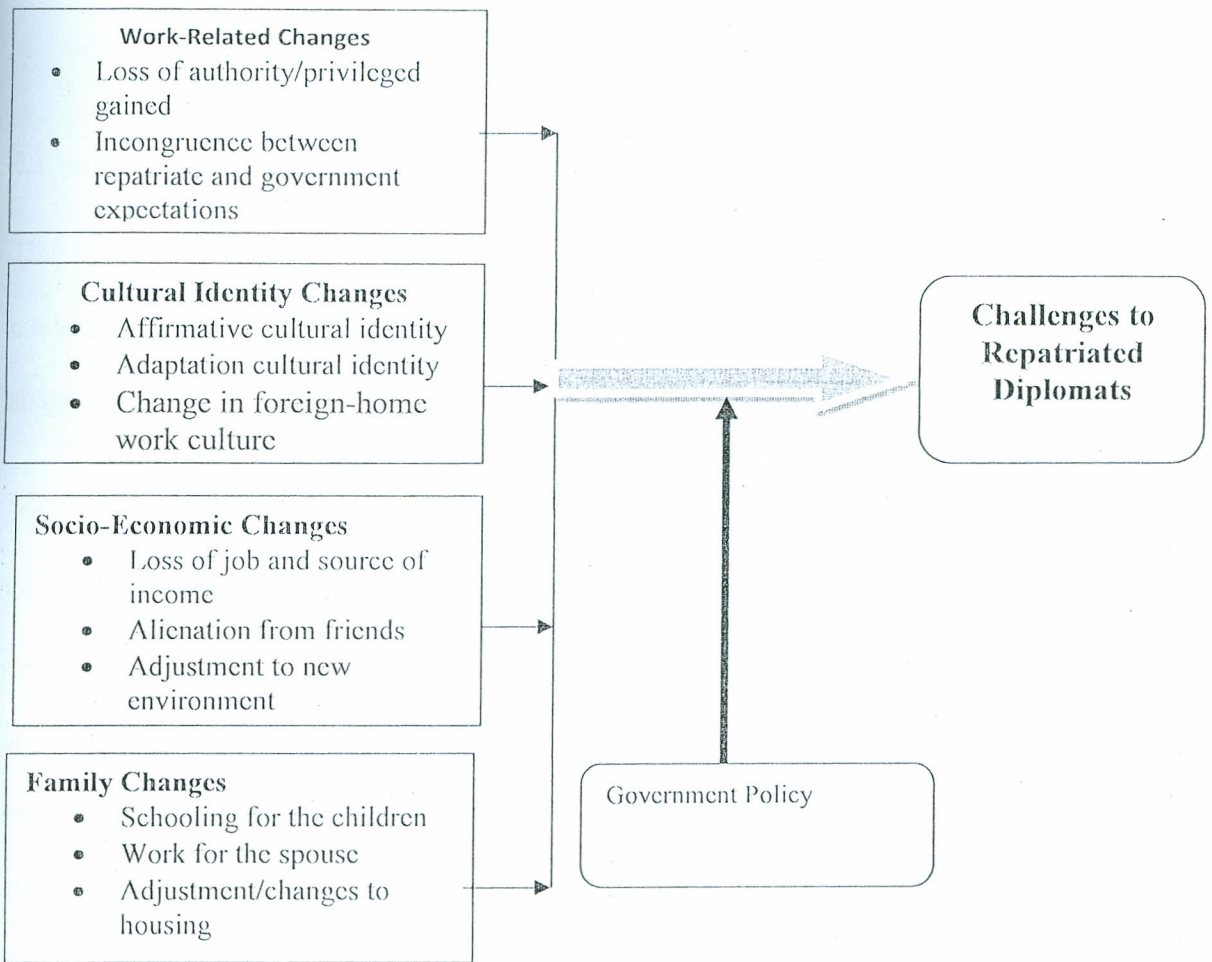 Work-Related Changes
• Loss of authority/privileged
gained
• Incongruence between
repatriate and government
expectations
Cultural Identity Changes
• Affirmative cultural identity
• Adaptation cultural identity
• Change in foreign-home
work culture
Socio-Economic Changes
• Loss of job and source of
income
• Alienation from friends
• Adjustment to new
environment
Family Changes
• Schooling for the children
• Work for the spouse
• Adjustment/changes to
housing
Government Policy
Challenges to
Repatriated
Diplomats